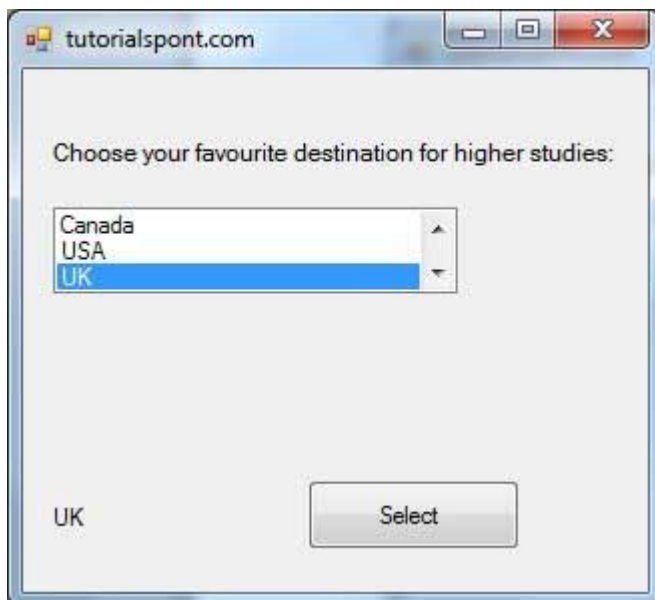 tutorialspont.com
Choose your favourite destination for higher studies:
Canada
USA
UK
UK
Select